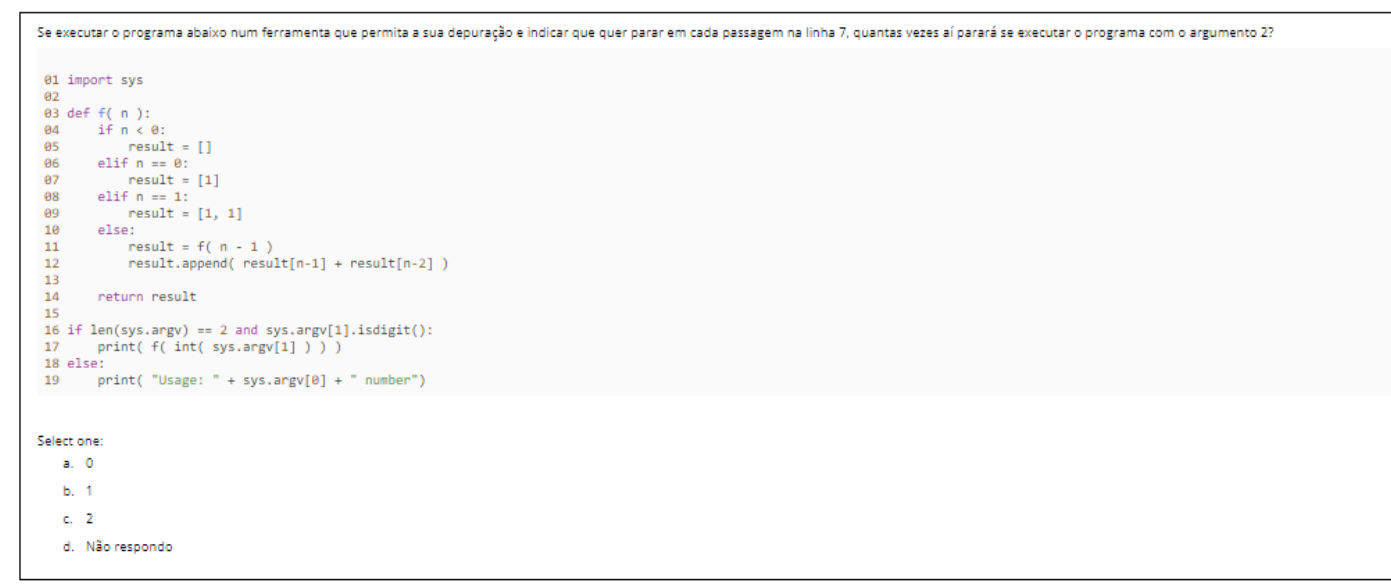 Se executar o programa abaixo num ferramenta que permita a sua depuração e indicar que quer parar em cada passagem na linha 7, quantas vezes aí parará se executar o programa com o argumento 2?
01 import sys
02
03 def f( n ):
04     if n < 0:
05         result = []
06     elif n == 0:
07         result = [1]
08     elif n == 1:
09         result = [1, 1]
10     else:
11         result = f( n - 1 )
12         result.append( result[n-1] + result[n-2] )
13
14     return result
15
16 if len(sys.argv) == 2 and sys.argv[1].isdigit():
17     print( f( int( sys.argv[1] ) ) )
18 else:
19     print( "Usage: " + sys.argv[0] + " number")
Select one:
a. 0
b. 1
c. 2
d. Não respondo